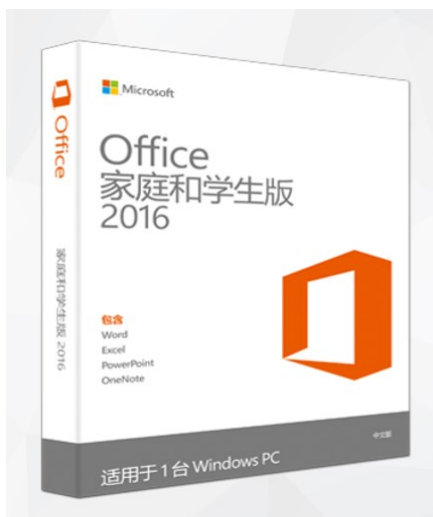 Microsoft
Office
家庭和学生版
2016
包含
Word
Excel
PowerPoint
OneNote
中文版
适用于 1 台 Windows PC
Office
家庭和学生版 2016